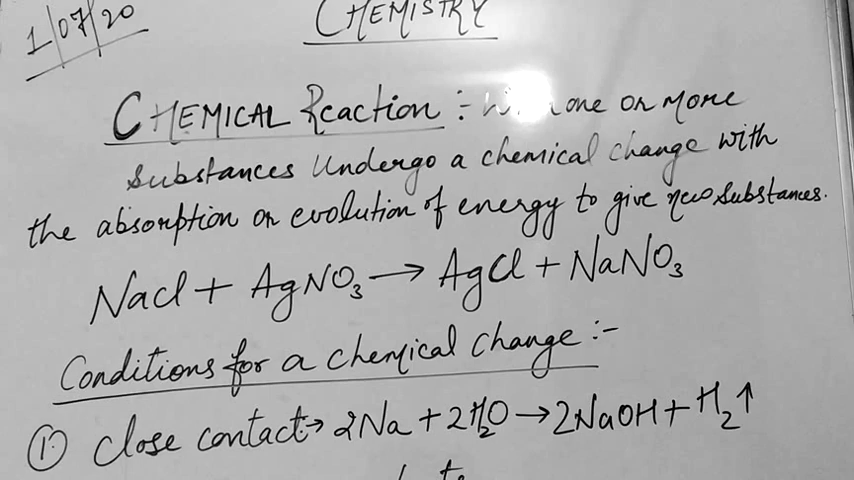 1/07/20
CHEMISTRY
CHEMICAL Reaction :- one or more
substances undergo a chemical change with
the absorption or evolution of energy to give new substances.
NaCl + AgNO₃ → AgCl + NaNO₃
Conditions for a chemical change :-
① Close contact → 2Na + 2H₂O → 2NaOH + H₂↑